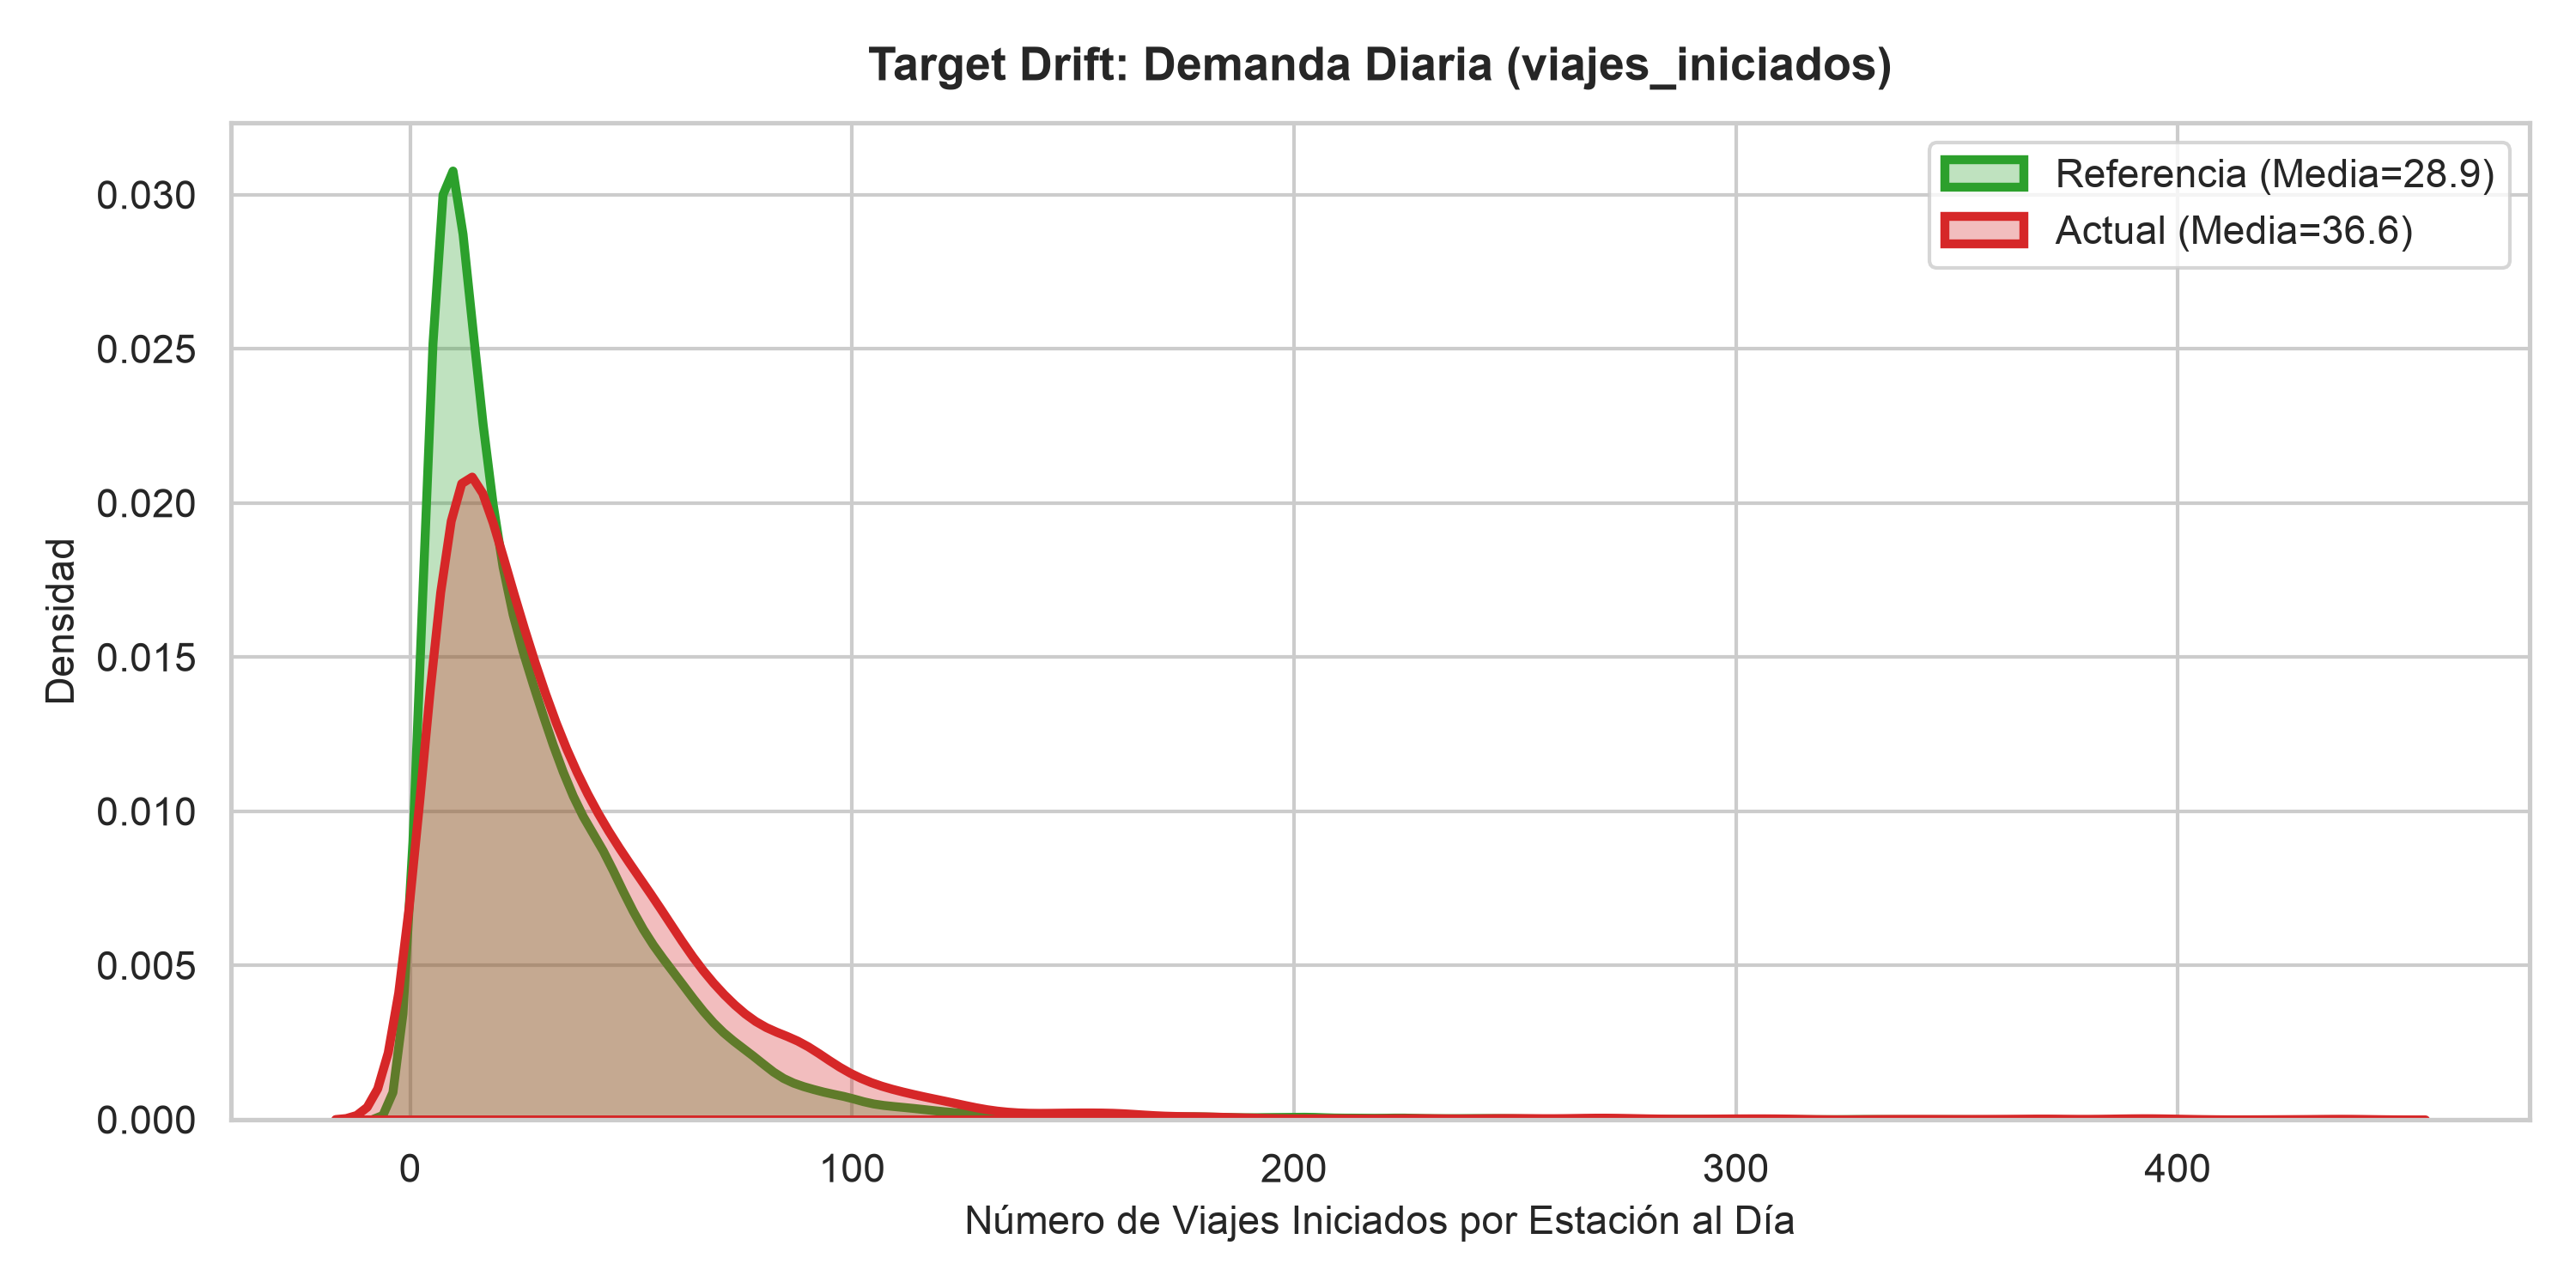 Target Drift: Demanda Diaria (viajes_iniciados)
Referencia (Media=28.9)
Actual (Media=36.6)
Densidad
0.030
0.025
0.020
0.015
0.010
0.005
0.000
0 100 200 300 400
Número de Viajes Iniciados por Estación al Día